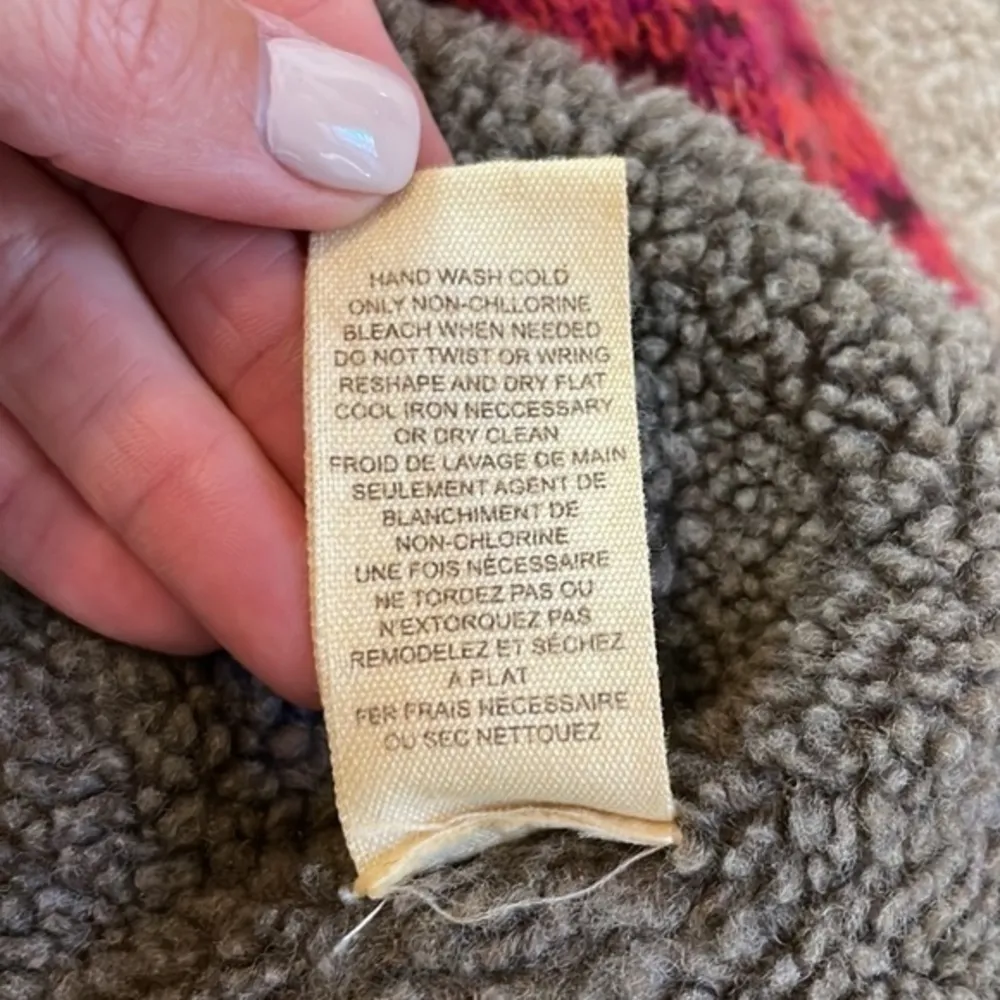 HAND WASH COLD
ONLY NON-CHLLORINE
BLEACH WHEN NEEDED
DO NOT TWIST OR WRING
RESHAPE AND DRY FLAT
COOL IRON NECCESSARY
OR DRY CLEAN
FROID DE LAVAGE DE MAIN
SEULEMENT AGENT DE
BLANCHIMENT DE
NON-CHLORINE
UNE FOIS NÉCESSAIRE
NE TORDEZ PAS OU
N'EXTORQUEZ PAS
REMODELEZ ET SÉCHEZ
A PLAT
FER FRAIS NÉCESSAIRE
OU SEC NETTOUEZ